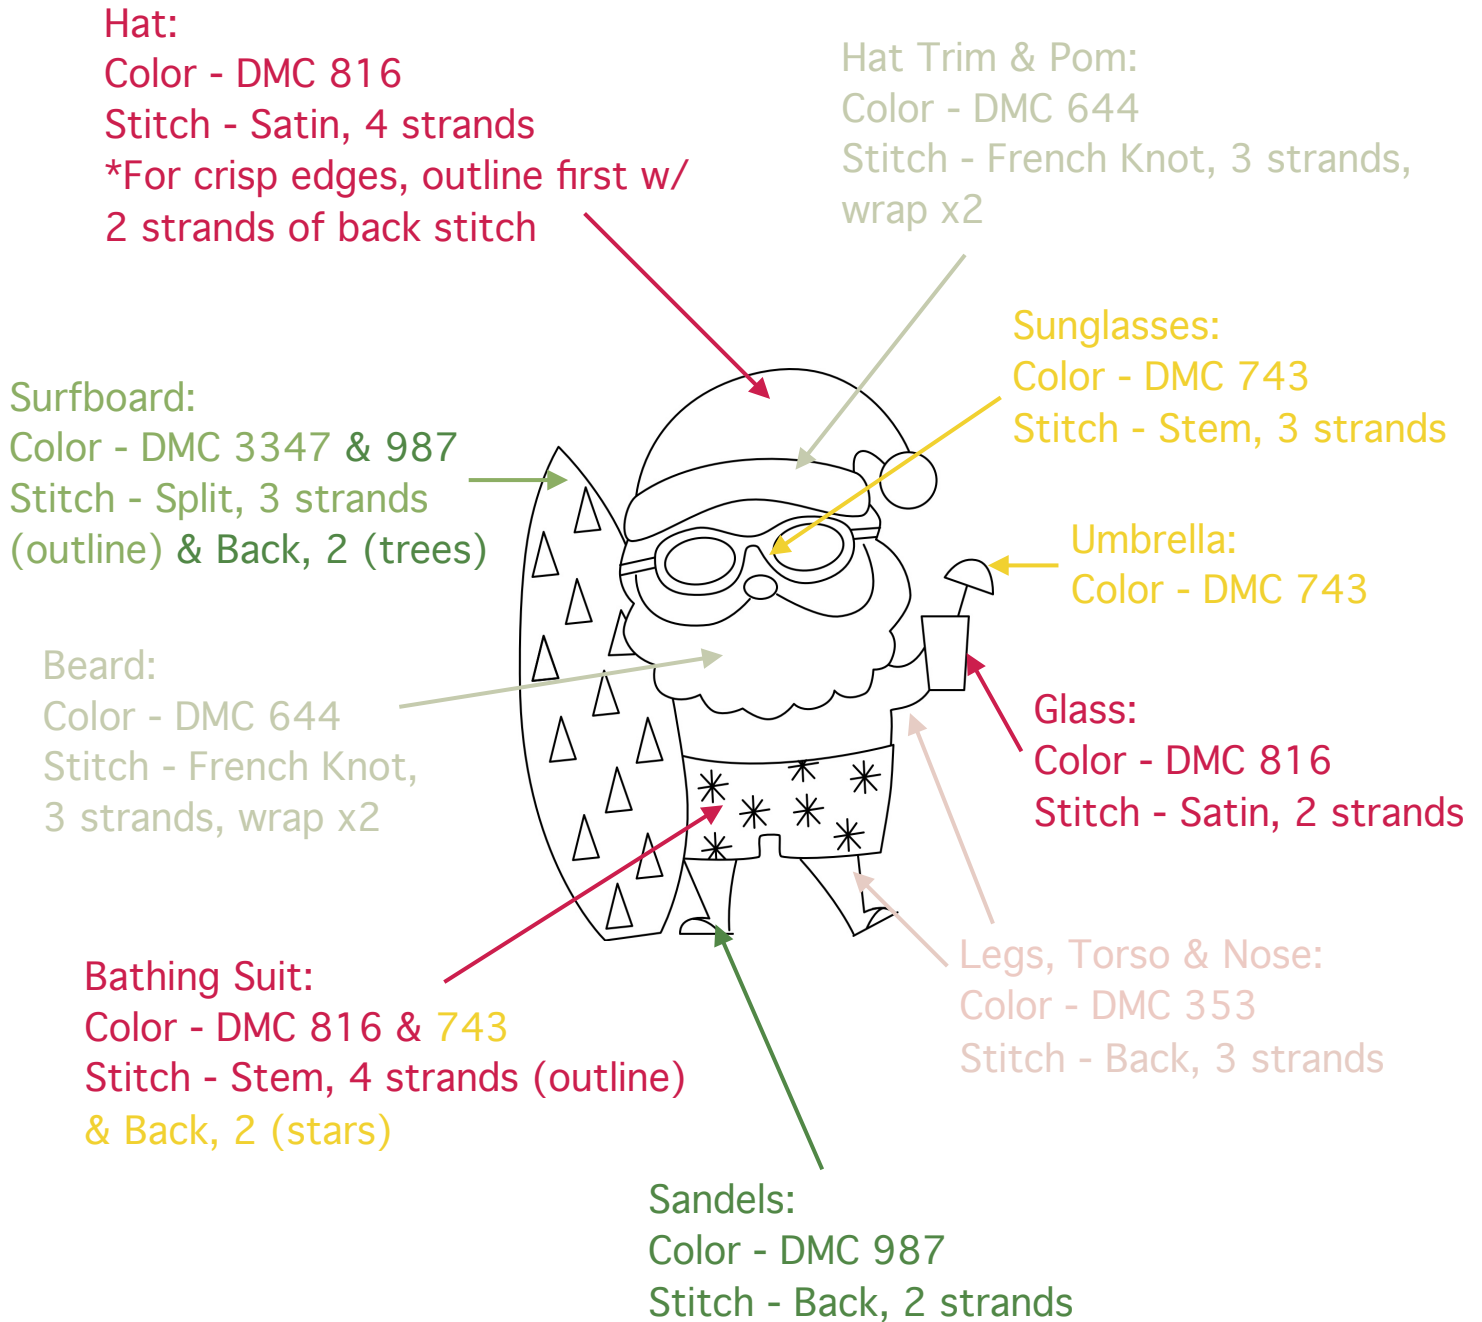 Hat:
Color - DMC 816
Stitch - Satin, 4 strands
*For crisp edges, outline first w/
2 strands of back stitch
Hat Trim & Pom:
Color - DMC 644
Stitch - French Knot, 3 strands,
wrap x2
Sunglasses:
Color - DMC 743
Stitch - Stem, 3 strands
Surfboard:
Color - DMC 3347 & 987
Stitch - Split, 3 strands
(outline) & Back, 2 (trees)
Umbrella:
Color - DMC 743
Beard:
Color - DMC 644
Stitch - French Knot,
3 strands, wrap x2
Glass:
Color - DMC 816
Stitch - Satin, 2 strands
Legs, Torso & Nose:
Color - DMC 353
Stitch - Back, 3 strands
Bathing Suit:
Color - DMC 816 & 743
Stitch - Stem, 4 strands (outline)
& Back, 2 (stars)
Sandels:
Color - DMC 987
Stitch - Back, 2 strands